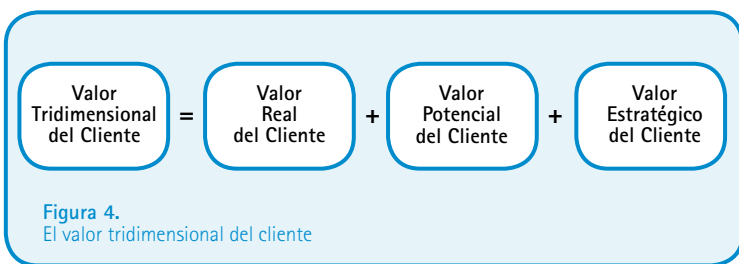 Valor
Tridimensional
del Cliente
=
Valor
Real
del Cliente
+
Valor
Potencial
del Cliente
+
Valor
Estratégico
del Cliente
Figura 4.
El valor tridimensional del cliente